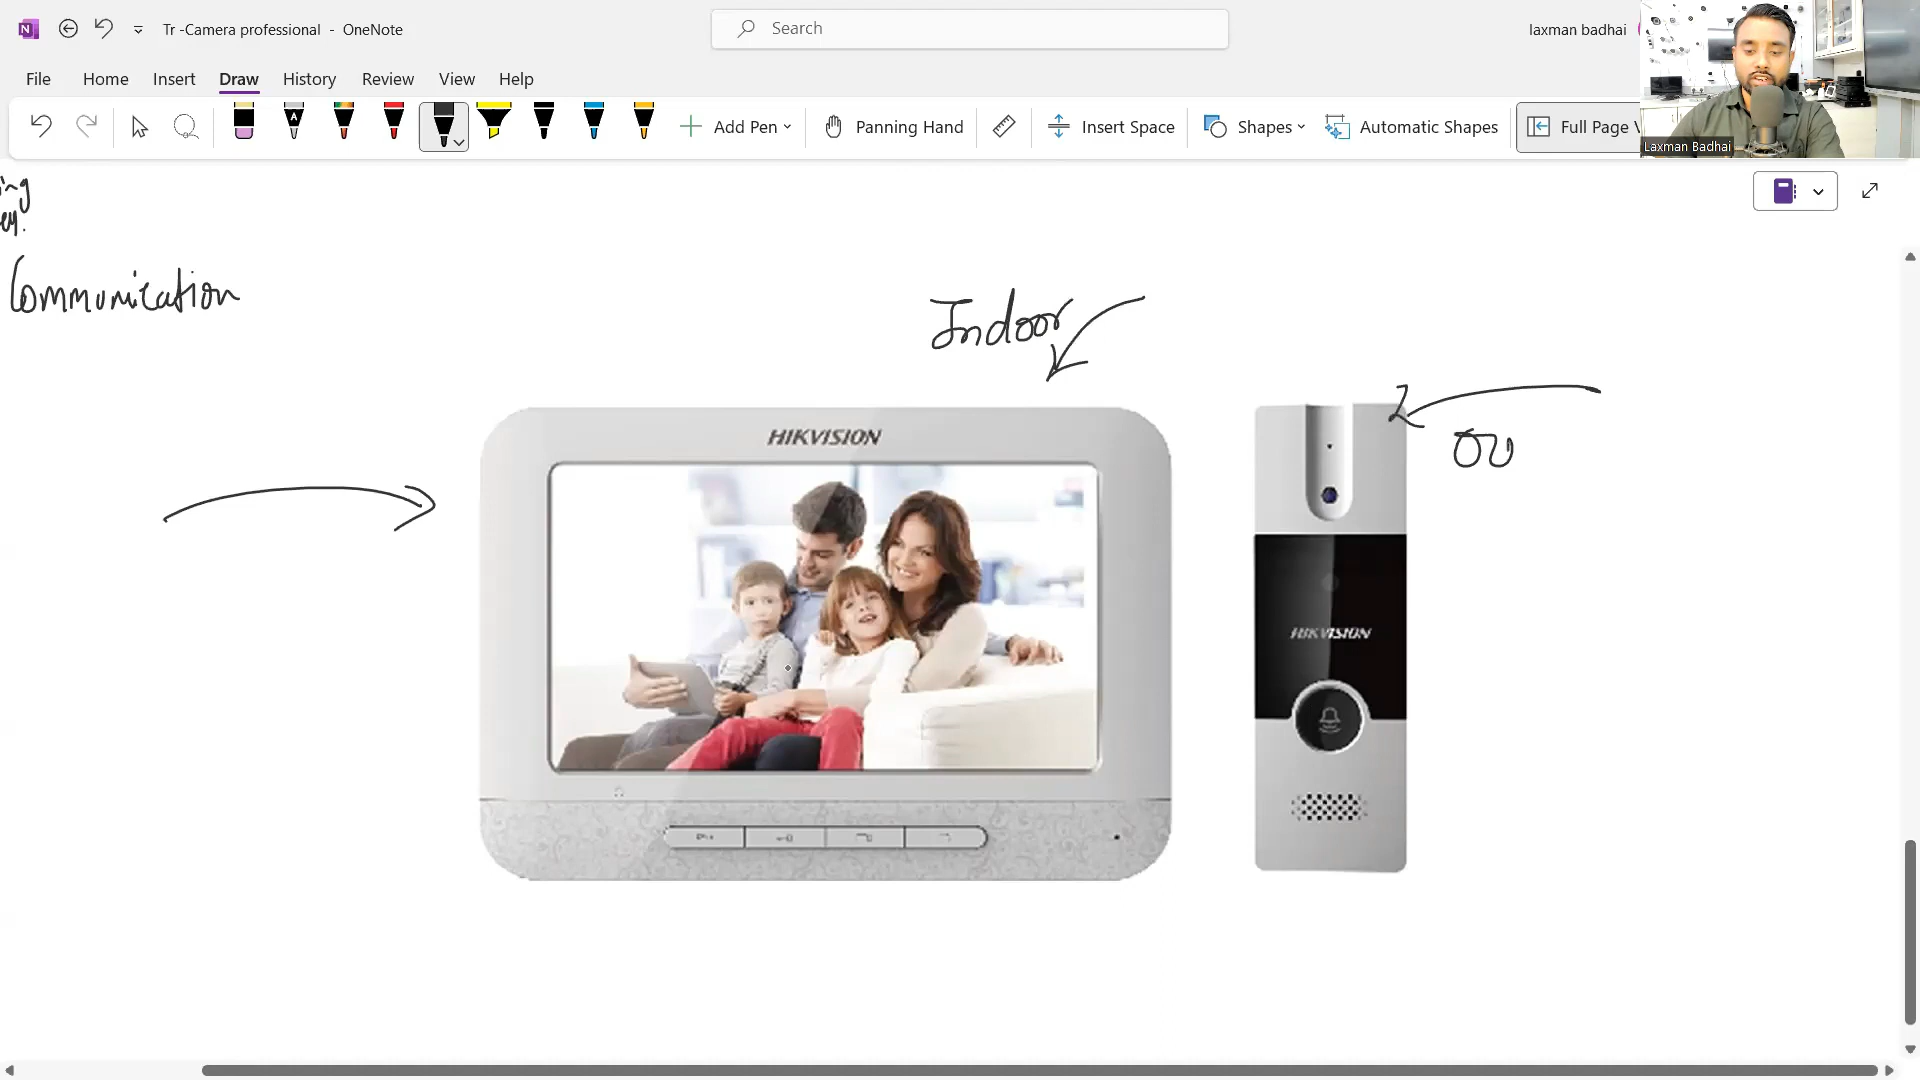 Tr -Camera professional - OneNote
Search
laxman badhai
File Home Insert Draw History Review View Help
Add Pen Panning Hand Insert Space Shapes Automatic Shapes Full Page
Laxman Badhai
Communication
Indoor
HIKVISION
HIKVISION